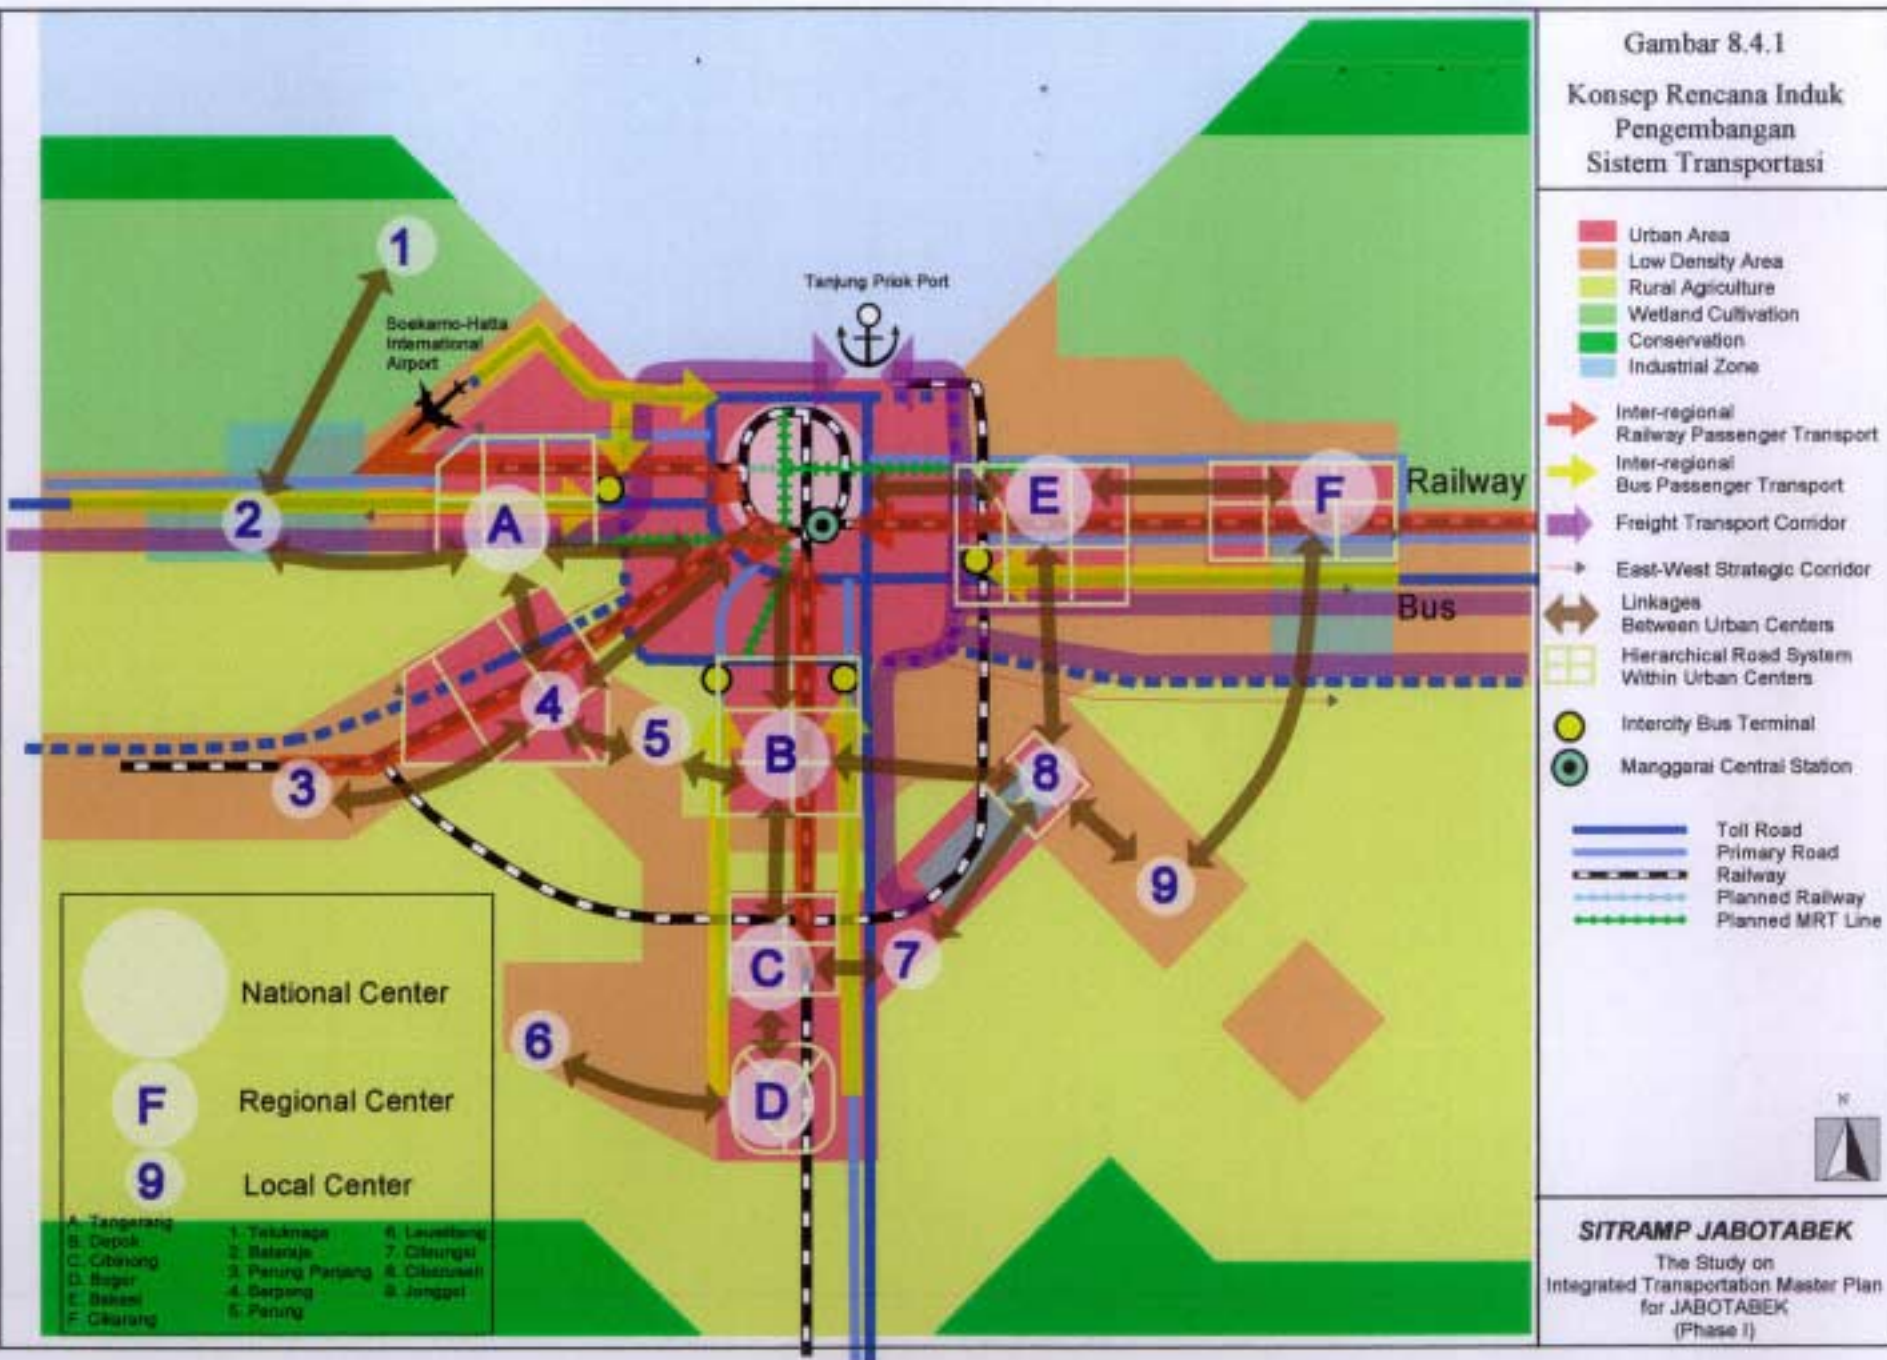 Gambar 8.4.1
Konsep Rencana Induk
Pengembangan
Sistem Transportasi
Urban Area
Low Density Area
Rural Agriculture
Wetland Cultivation
Conservation
Industrial Zone
Inter-regional
Railway Passenger Transport
Inter-regional
Bus Passenger Transport
Freight Transport Corridor
East-West Strategic Corridor
Linkages
Between Urban Centers
Hierarchical Road System
Within Urban Centers
Intercity Bus Terminal
Manggarai Central Station
Toll Road
Primary Road
Railway
Planned Railway
Planned MRT Line
N
SITRAMP JABOTABEK
The Study on
Integrated Transportation Master Plan
for JABOTABEK
(Phase I)
Tanjung Priok Port
Soekarno-Hatta
International
Airport
1
2
A
E
F
Railway
Bus
3
4
5
B
8
9
C
7
6
D
National Center
F
Regional Center
9
Local Center
A. Tangerang
B. Depok
C. Cibinong
D. Bogor
E. Bekasi
F. Cikarang
1. Teluknaga
2. Balaraja
3. Parung Panjang
4. Serpong
5. Parung
6. Leuwiliang
7. Cileungsi
8. Cibarusah
9. Jonggol